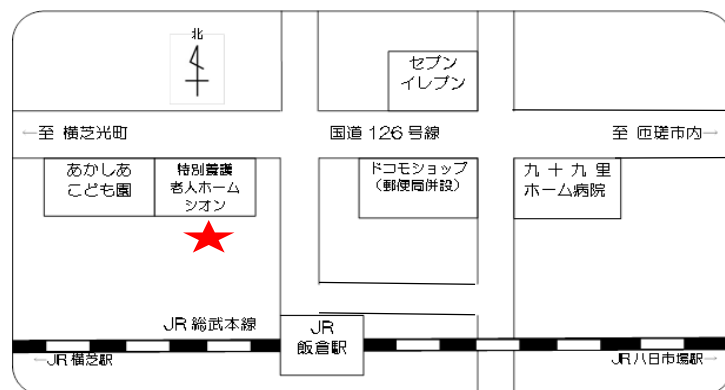 北
セブン
イレブン
←至 横芝光町
国道 126 号線
至 匝瑳市内→
あかしあ
こども園
特別養護
老人ホーム
シオン
ドコモショップ
（郵便局併設）
九 十 九 里
ホーム病院
JR 総武本線
JR
飯倉駅
←JR 横芝駅
JR 八日市場駅→